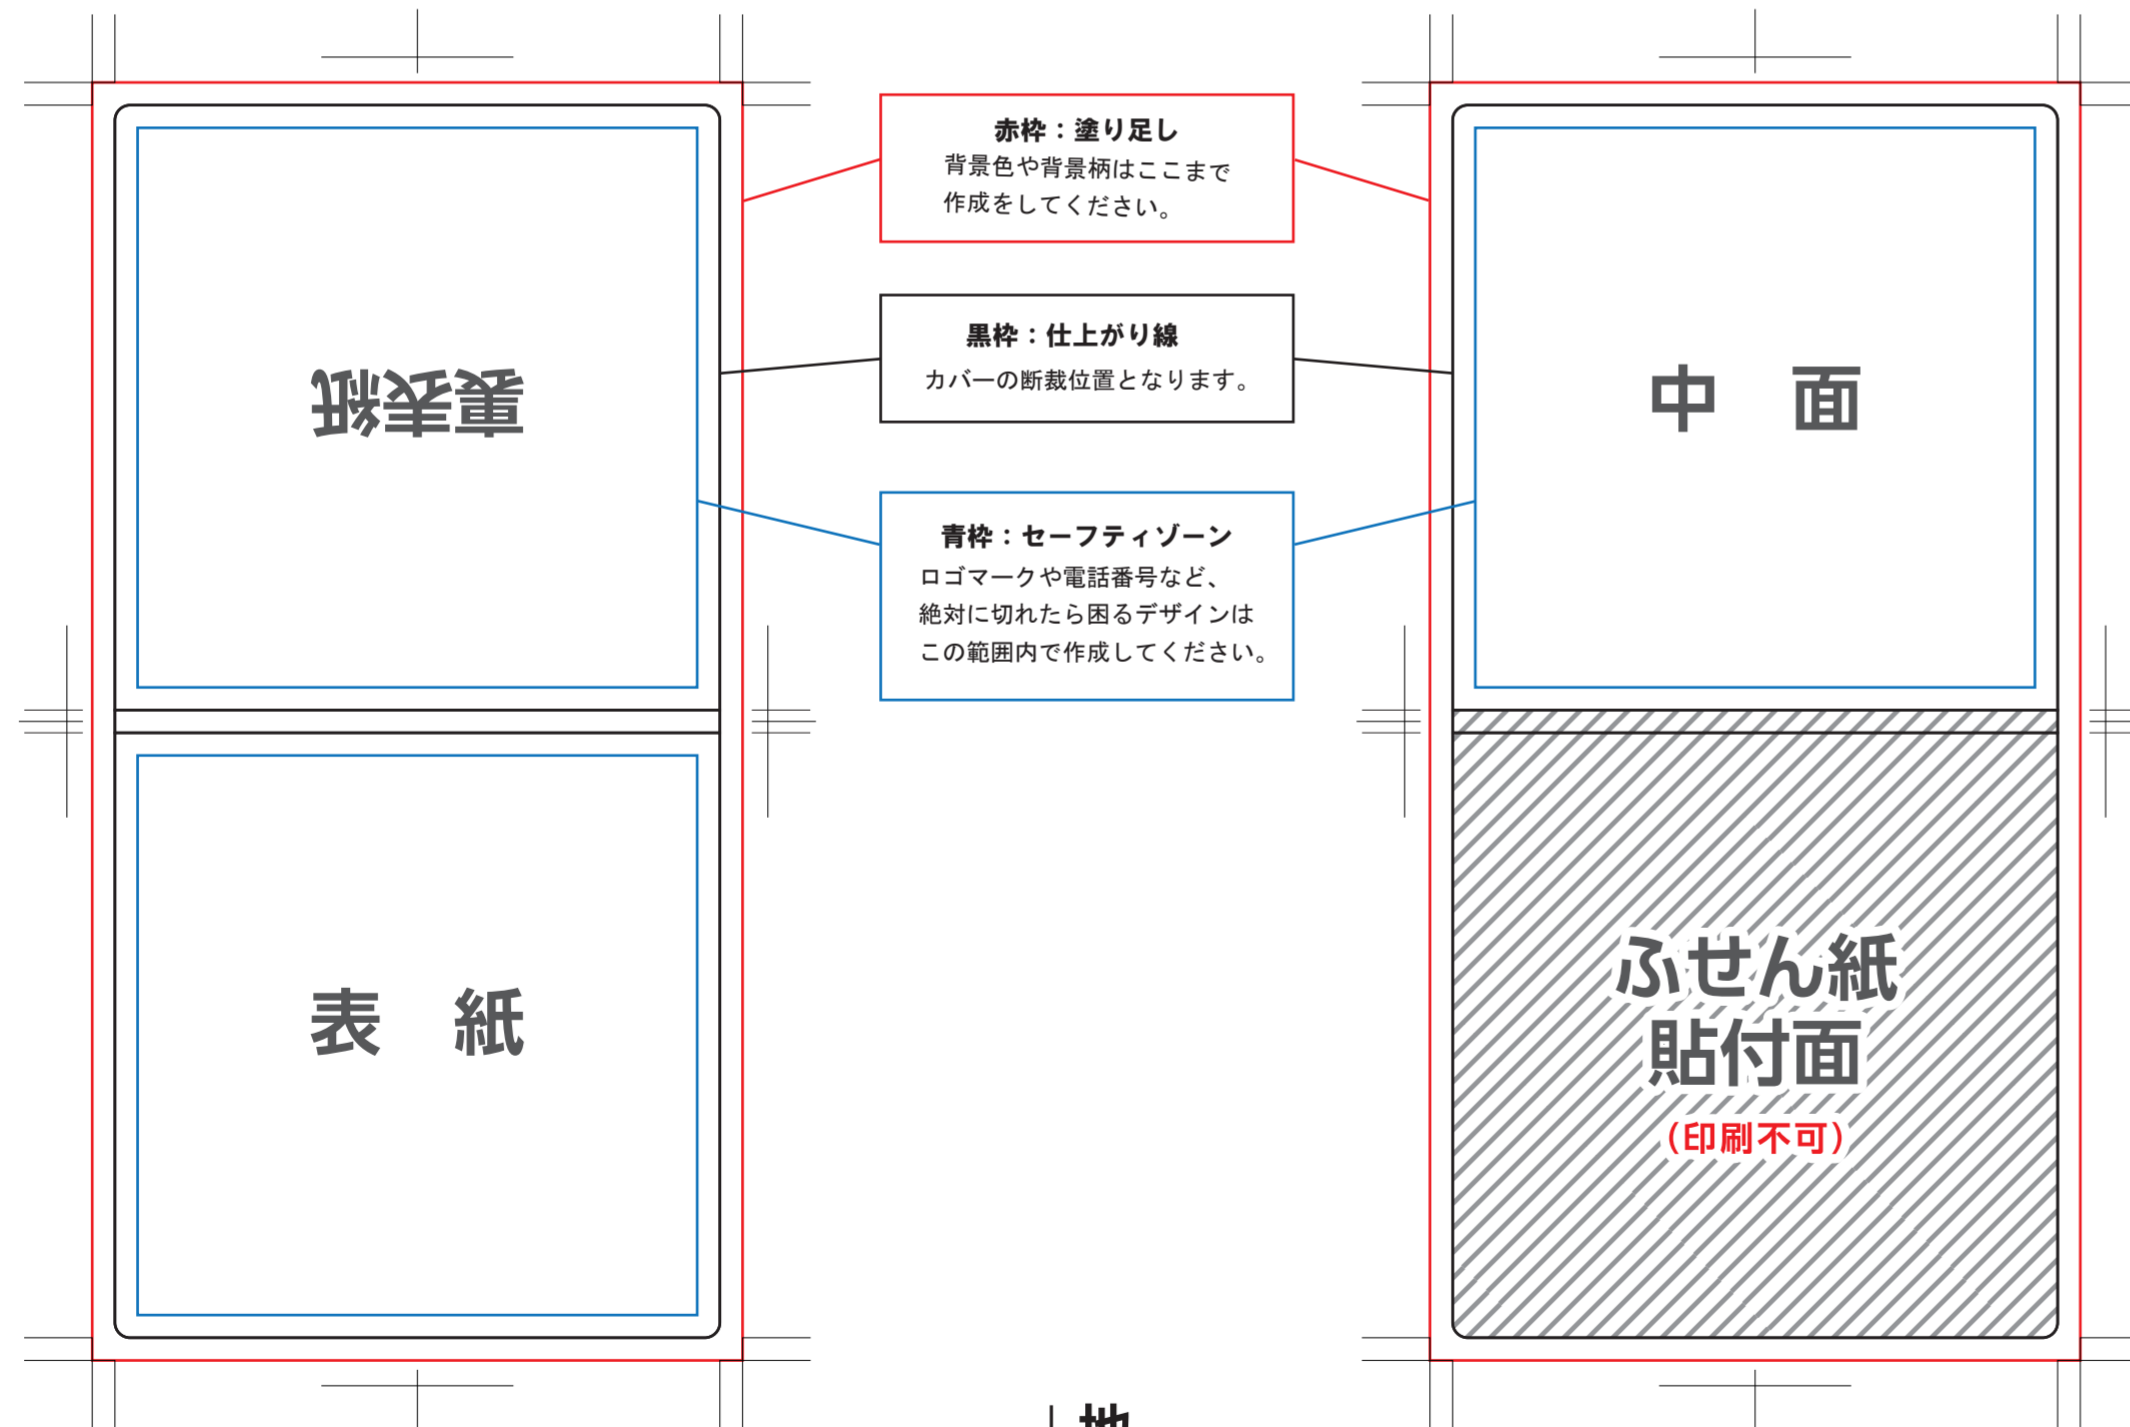 裏表紙
表　紙
赤枠：塗り足し
背景色や背景柄はここまで
作成をしてください。
黒枠：仕上がり線
カバーの断裁位置となります。
青枠：セーフティゾーン
ロゴマークや電話番号など、
絶対に切れたら困るデザインは
この範囲内で作成してください。
中　面
ふせん紙
貼付面
（印刷不可）